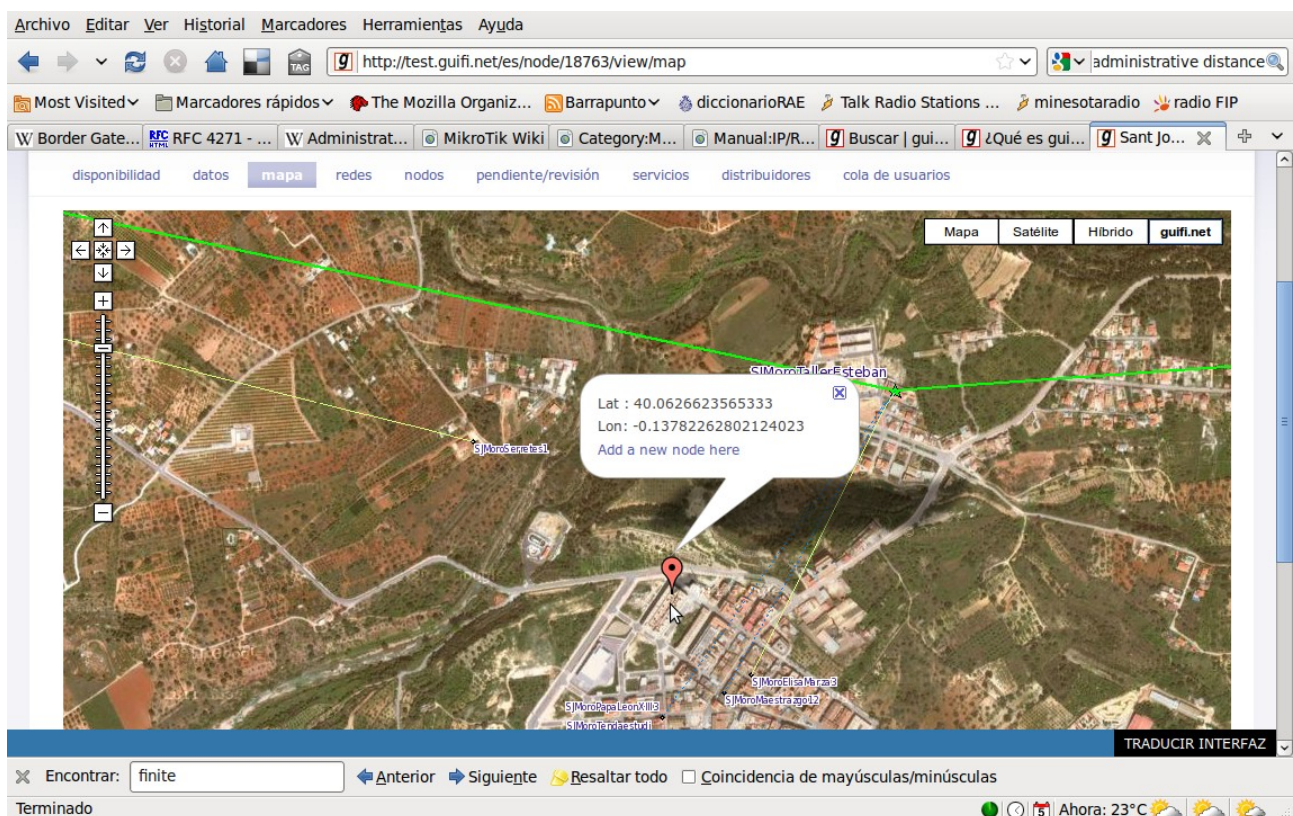 Archivo Editar Ver Historial Marcadores Herramientas Ayuda
TAG http://test.guifi.net/es/node/18763/view/map administrative distance
Most Visited Marcadores rápidos The Mozilla Organiz... Barrapunto diccionarioRAE Talk Radio Stations ... minesotaradio radio FIP
W Border Gate... RFC HTML RFC 4271 - ... W Administrat... MikroTik Wiki Category:M... Manual:IP/R... g Buscar | gui... g ¿Qué es gui... g Sant Jo...
disponibilidad datos mapa redes nodos pendiente/revisión servicios distribuidores cola de usuarios
Mapa Satélite Híbrido guifi.net
SJMoroTallerEsteban
Lat : 40.0626623565333
Lon: -0.13782262802124023
Add a new node here
SJMoroSerretes1
SJMoroElisaMarza3
SJMoroMaestrazgo12
SJMoroPapaLeonXIII3
SJMoroTendaestudi
TRADUCIR INTERFAZ
Encontrar: finite Anterior Siguiente Resaltar todo Coincidencia de mayúsculas/minúsculas
Terminado 5 Ahora: 23°C